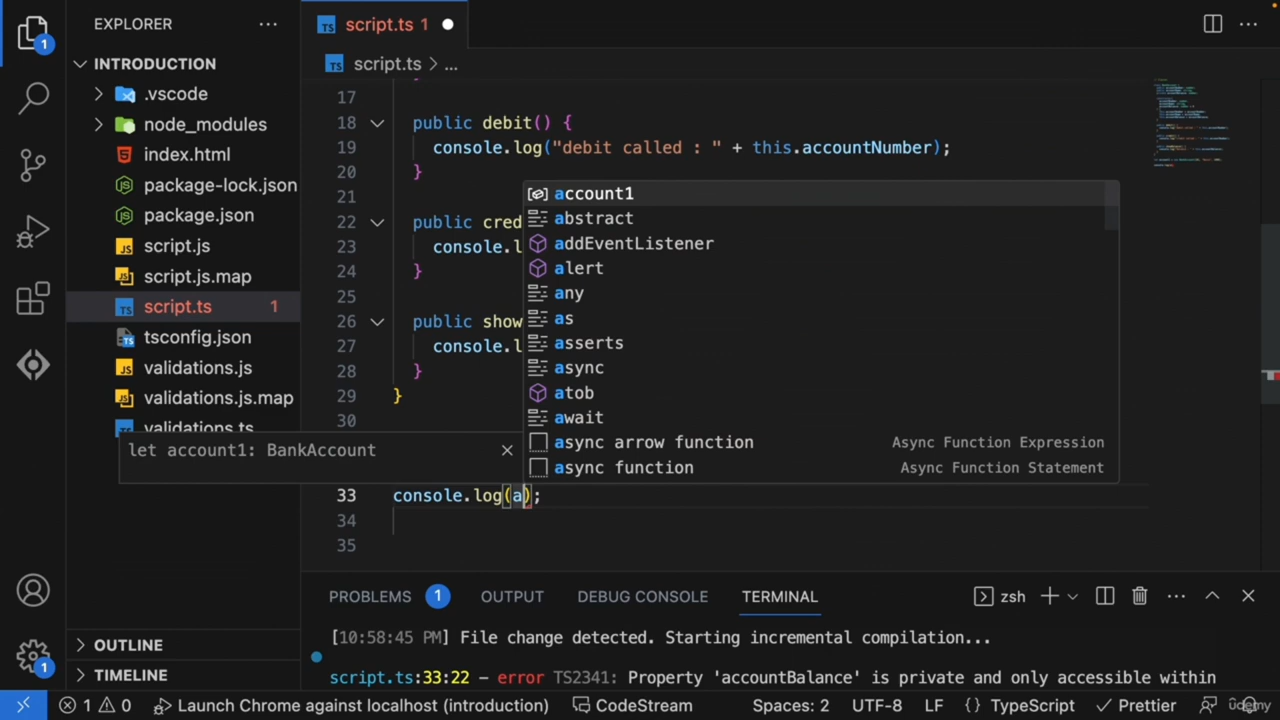 EXPLORER
script.ts 1
INTRODUCTION
script.ts > ...
.vscode
node_modules
index.html
package-lock.json
package.json
script.js
script.js.map
script.ts 1
tsconfig.json
validations.js
validations.js.map
validations.ts
17
18 public debit() {
19 console.log("debit called : " + this.accountNumber);
20 }
21
22 public cred
23 console.l
24 }
25
26 public show
27 console.l
28 }
29 }
30
let account1: BankAccount
33 console.log(a);
34
35
account1
abstract
addEventListener
alert
any
as
asserts
async
atob
await
async arrow function Async Function Expression
async function Async Function Statement
OUTLINE
TIMELINE
PROBLEMS 1 OUTPUT DEBUG CONSOLE TERMINAL zsh
[10:58:45 PM] File change detected. Starting incremental compilation...
script.ts:33:22 - error TS2341: Property 'accountBalance' is private and only accessible within
1
1
1 0 Launch Chrome against localhost (introduction) CodeStream Spaces: 2 UTF-8 LF {} TypeScript Prettier
udemy